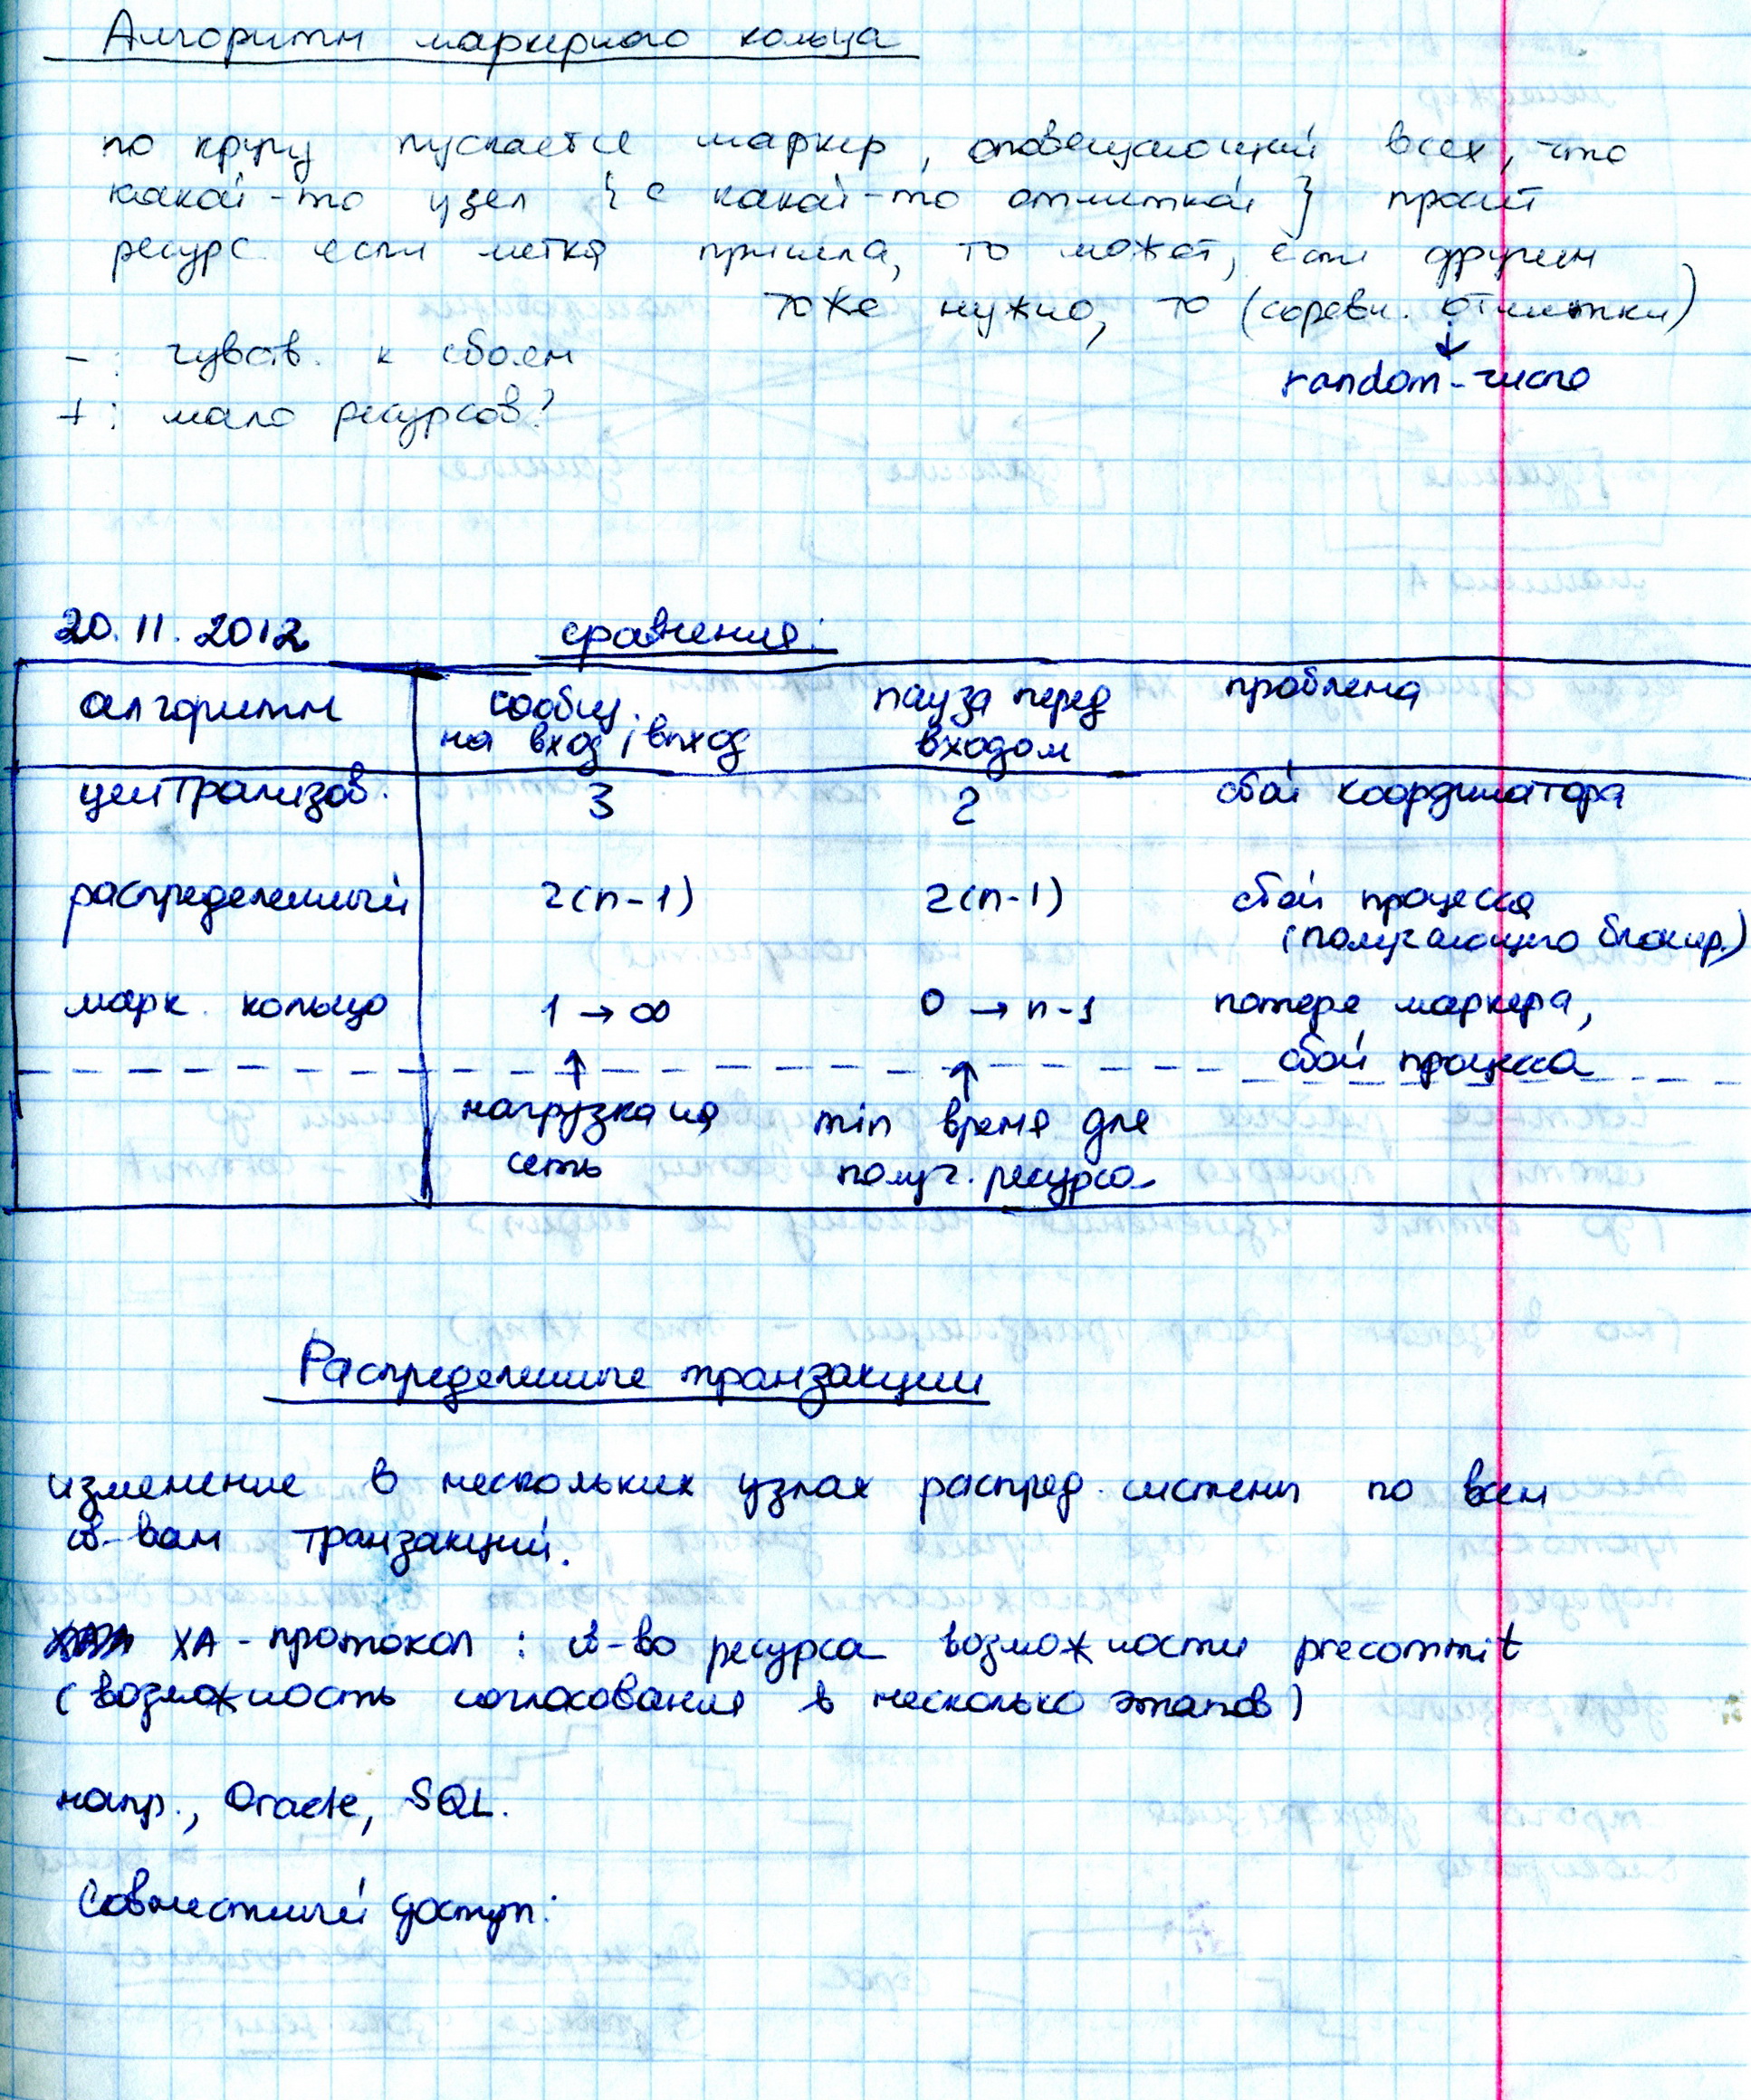 Алгоритм маркерного кольца
по кругу пускается маркер, оповещающий всех, что
какой-то узел { с какой-то отметкой } просит
ресурс. если метка пришла, то может, если другим
тоже нужно, то (соревн. отметки)
↓
random-число
- : чувств. к сбоям
+ : мало ресурсов?
20.11.2012 сравнения:
алгоритм сообщ. пауза перед проблема
на вход, выход входом
централизов. 3 2 сбой координатора
распределенный 2(n-1) 2(n-1) сбой процесса
(получающего блокир.)
марк. кольцо 1 → ∞ 0 → n-1 потеря маркера,
сбой процесса
↑ ↑
нагрузка на min время для
сеть получ. ресурса
Распределенные транзакции
изменение в нескольких узлах распред. системы по всем
св-вам транзакций.
XA - протокол : св-во ресурса возможности precommit
(возможность согласования в несколько этапов)
напр., Oracle, SQL.
Совместный доступ: